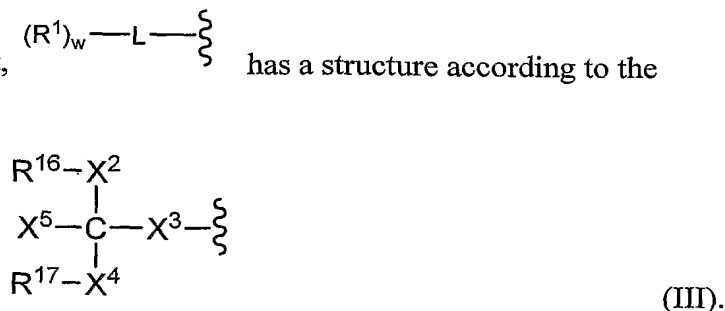 , (R¹)w—L— has a structure according to the
R¹⁶–X²
X⁵—C—X³–
R¹⁷–X⁴
(III).